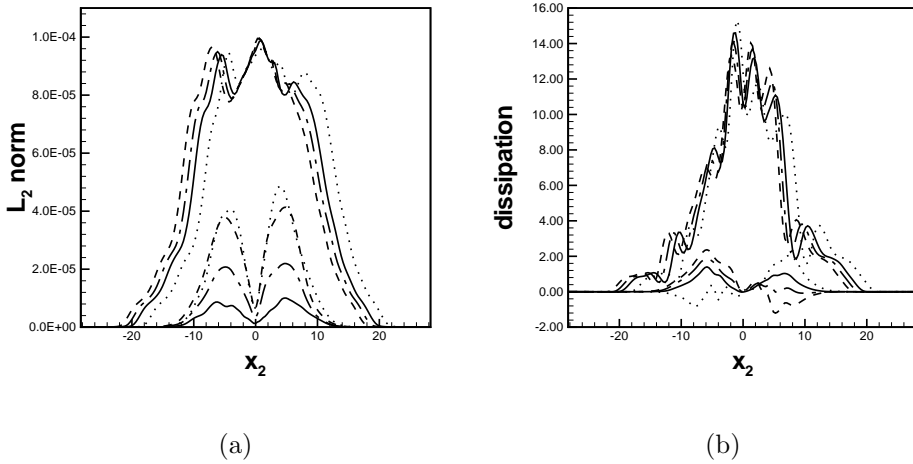 1.0E-04
8.0E-05
6.0E-05
4.0E-05
2.0E-05
0.0E+00
L2 norm
-20 -10 0 10 20
x2
(a)
16.00
14.00
12.00
10.00
8.00
6.00
4.00
2.00
0.00
-2.00
dissipation
-20 -10 0 10 20
x2
(b)